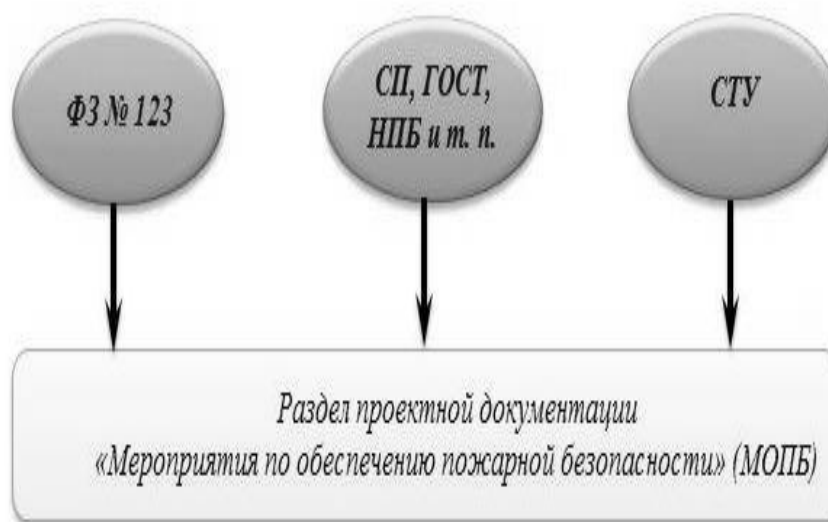 ФЗ № 123
СП, ГОСТ,
НПБ и т. п.
СТУ
Раздел проектной документации
«Мероприятия по обеспечению пожарной безопасности» (МОПБ)